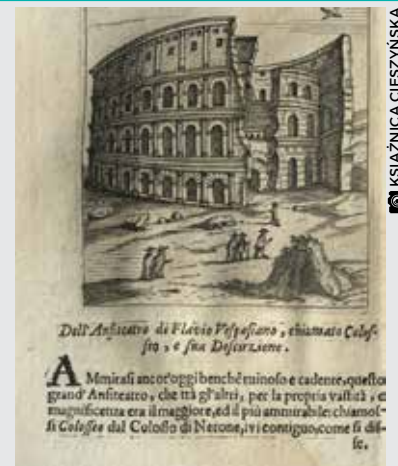 Dell'Anfiteatro di Flavio Vespasiano, chiamato Colos-
seo, e sua Descrizione.
AMmirasi ancor'oggi benchè ruinoso e cadente, questo
grand'Anfiteatro, che trà gl'altri, per la propria vastità, e
magnificenza era il maggiore, ed il più ammirabile: chiamos-
si Colosseo dal Colosso di Nerone, ivi contiguo, come si dis-
se,
KSIĄŻNICA CIESZYŃSKA